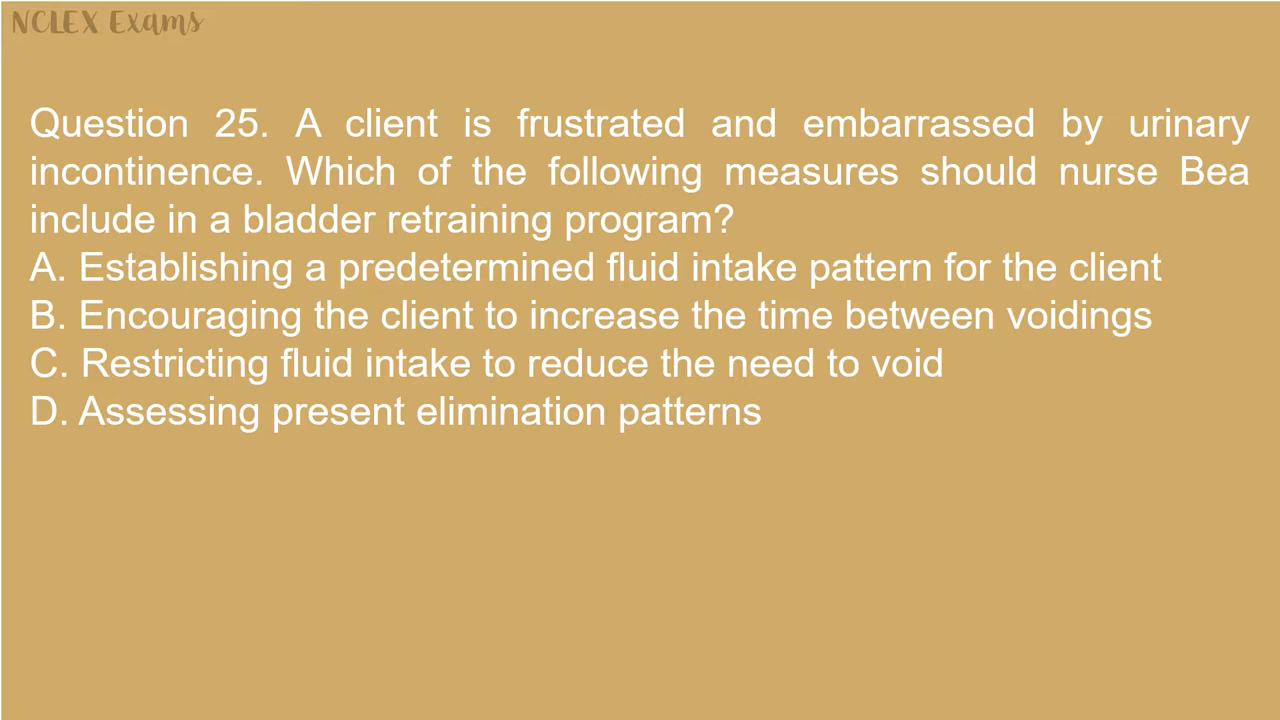 NCLEX Exams
Question 25. A client is frustrated and embarrassed by urinary
incontinence. Which of the following measures should nurse Bea
include in a bladder retraining program?
A. Establishing a predetermined fluid intake pattern for the client
B. Encouraging the client to increase the time between voidings
C. Restricting fluid intake to reduce the need to void
D. Assessing present elimination patterns